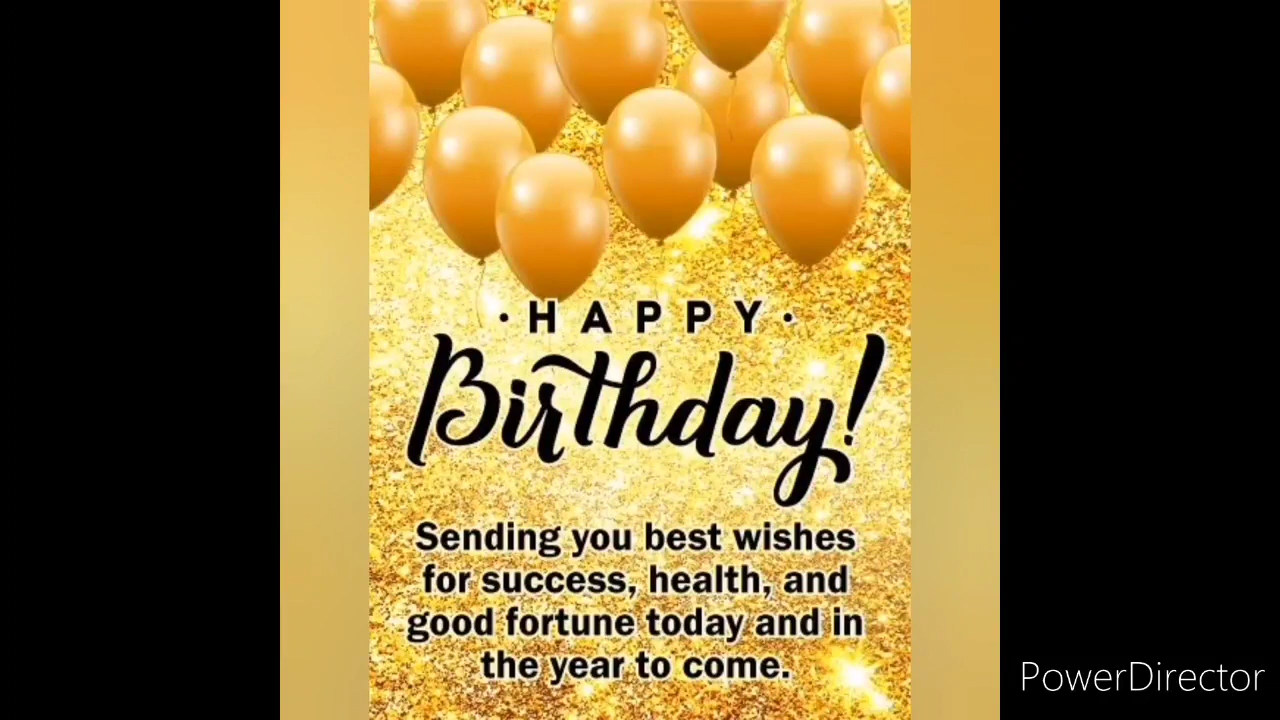 · HAPPY ·
Birthday!
Sending you best wishes
for success, health, and
good fortune today and in
the year to come.
PowerDirector